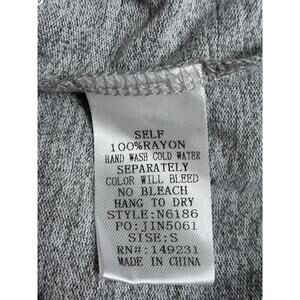 SELF
100%RAYON
HAND WASH COLD WATER
SEPARATELY
COLOR WILL BLEED
NO BLEACH
HANG TO DRY
STYLE:N6186
PO:JIN5061
SISE:S
RN#:149231
MADE IN CHINA